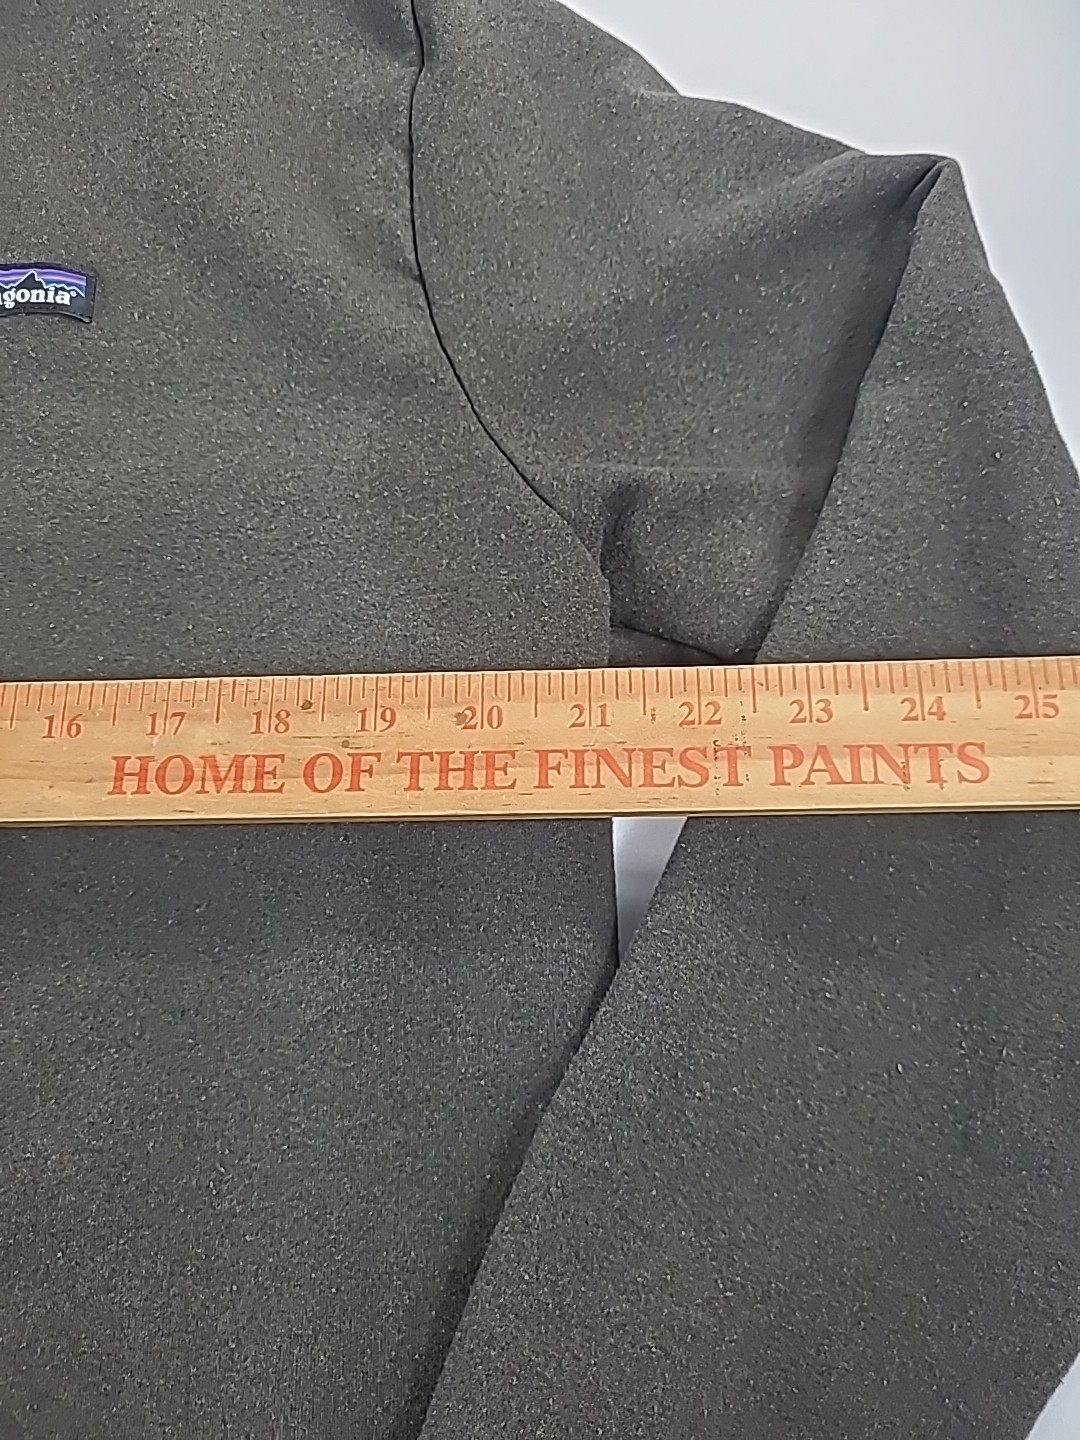 agonia®
16 17 18 19 20 21 22 23 24 25
HOME OF THE FINEST PAINTS